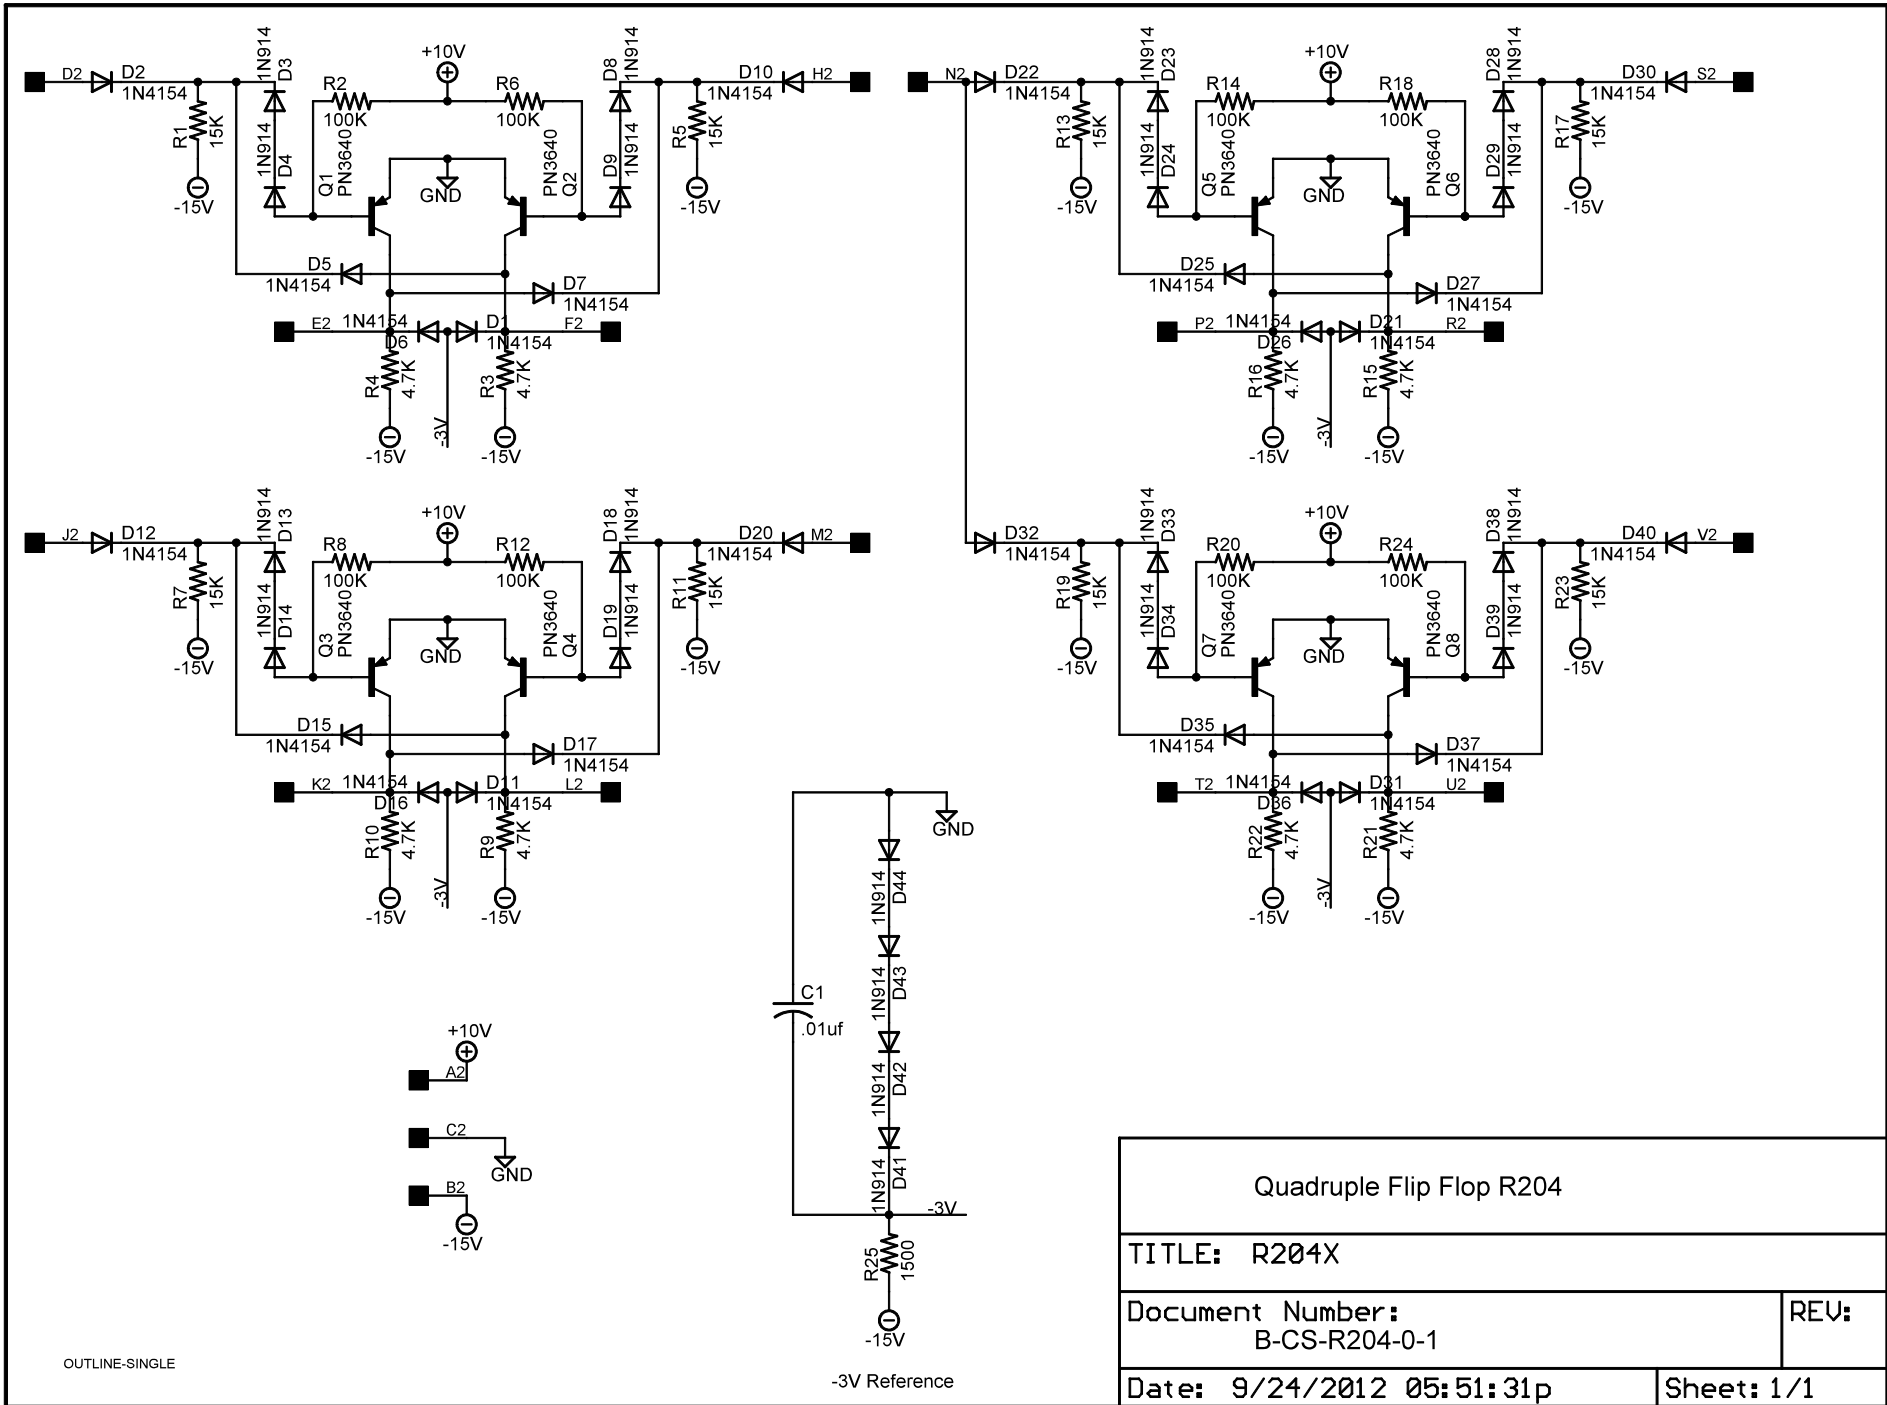 D2 D2 1N4154
R1 15K
-15V
1N914 D3
1N914 D4
R2 100K
+10V
R6 100K
Q1 PN3640
GND
PN3640 Q2
D8 1N914
D9 1N914
R5 15K
-15V
D10 1N4154 H2
D5 1N4154
D7 1N4154
E2 1N4154 D6
D1 1N4154 F2
R4 4.7K
-15V
-3V
R3 4.7K
-15V
N2 D22 1N4154
R13 15K
-15V
1N914 D23
1N914 D24
R14 100K
+10V
R18 100K
Q5 PN3640
GND
PN3640 Q6
D28 1N914
D29 1N914
R17 15K
-15V
D30 1N4154 S2
D25 1N4154
D27 1N4154
P2 1N4154 D26
D21 1N4154 R2
R16 4.7K
-15V
-3V
R15 4.7K
-15V
J2 D12 1N4154
R7 15K
-15V
1N914 D13
1N914 D14
R8 100K
+10V
R12 100K
Q3 PN3640
GND
PN3640 Q4
D18 1N914
D19 1N914
R11 15K
-15V
D20 1N4154 M2
D15 1N4154
D17 1N4154
K2 1N4154 D16
D11 1N4154 L2
R10 4.7K
-15V
-3V
R9 4.7K
-15V
D32 1N4154
R19 15K
-15V
1N914 D33
1N914 D34
R20 100K
+10V
R24 100K
Q7 PN3640
GND
PN3640 Q8
D38 1N914
D39 1N914
R23 15K
-15V
D40 1N4154 V2
D35 1N4154
D37 1N4154
T2 1N4154 D36
D31 1N4154 U2
R22 4.7K
-15V
-3V
R21 4.7K
-15V
GND
1N914 D44
1N914 D43
C1 .01uf
1N914 D42
1N914 D41
-3V
R25 1500
-15V
-3V Reference
+10V
A2
C2
GND
B2
-15V
OUTLINE-SINGLE
Quadruple Flip Flop R204
TITLE: R204X
Document Number:
B-CS-R204-0-1
REV:
Date: 9/24/2012 05:51:31p
Sheet: 1/1